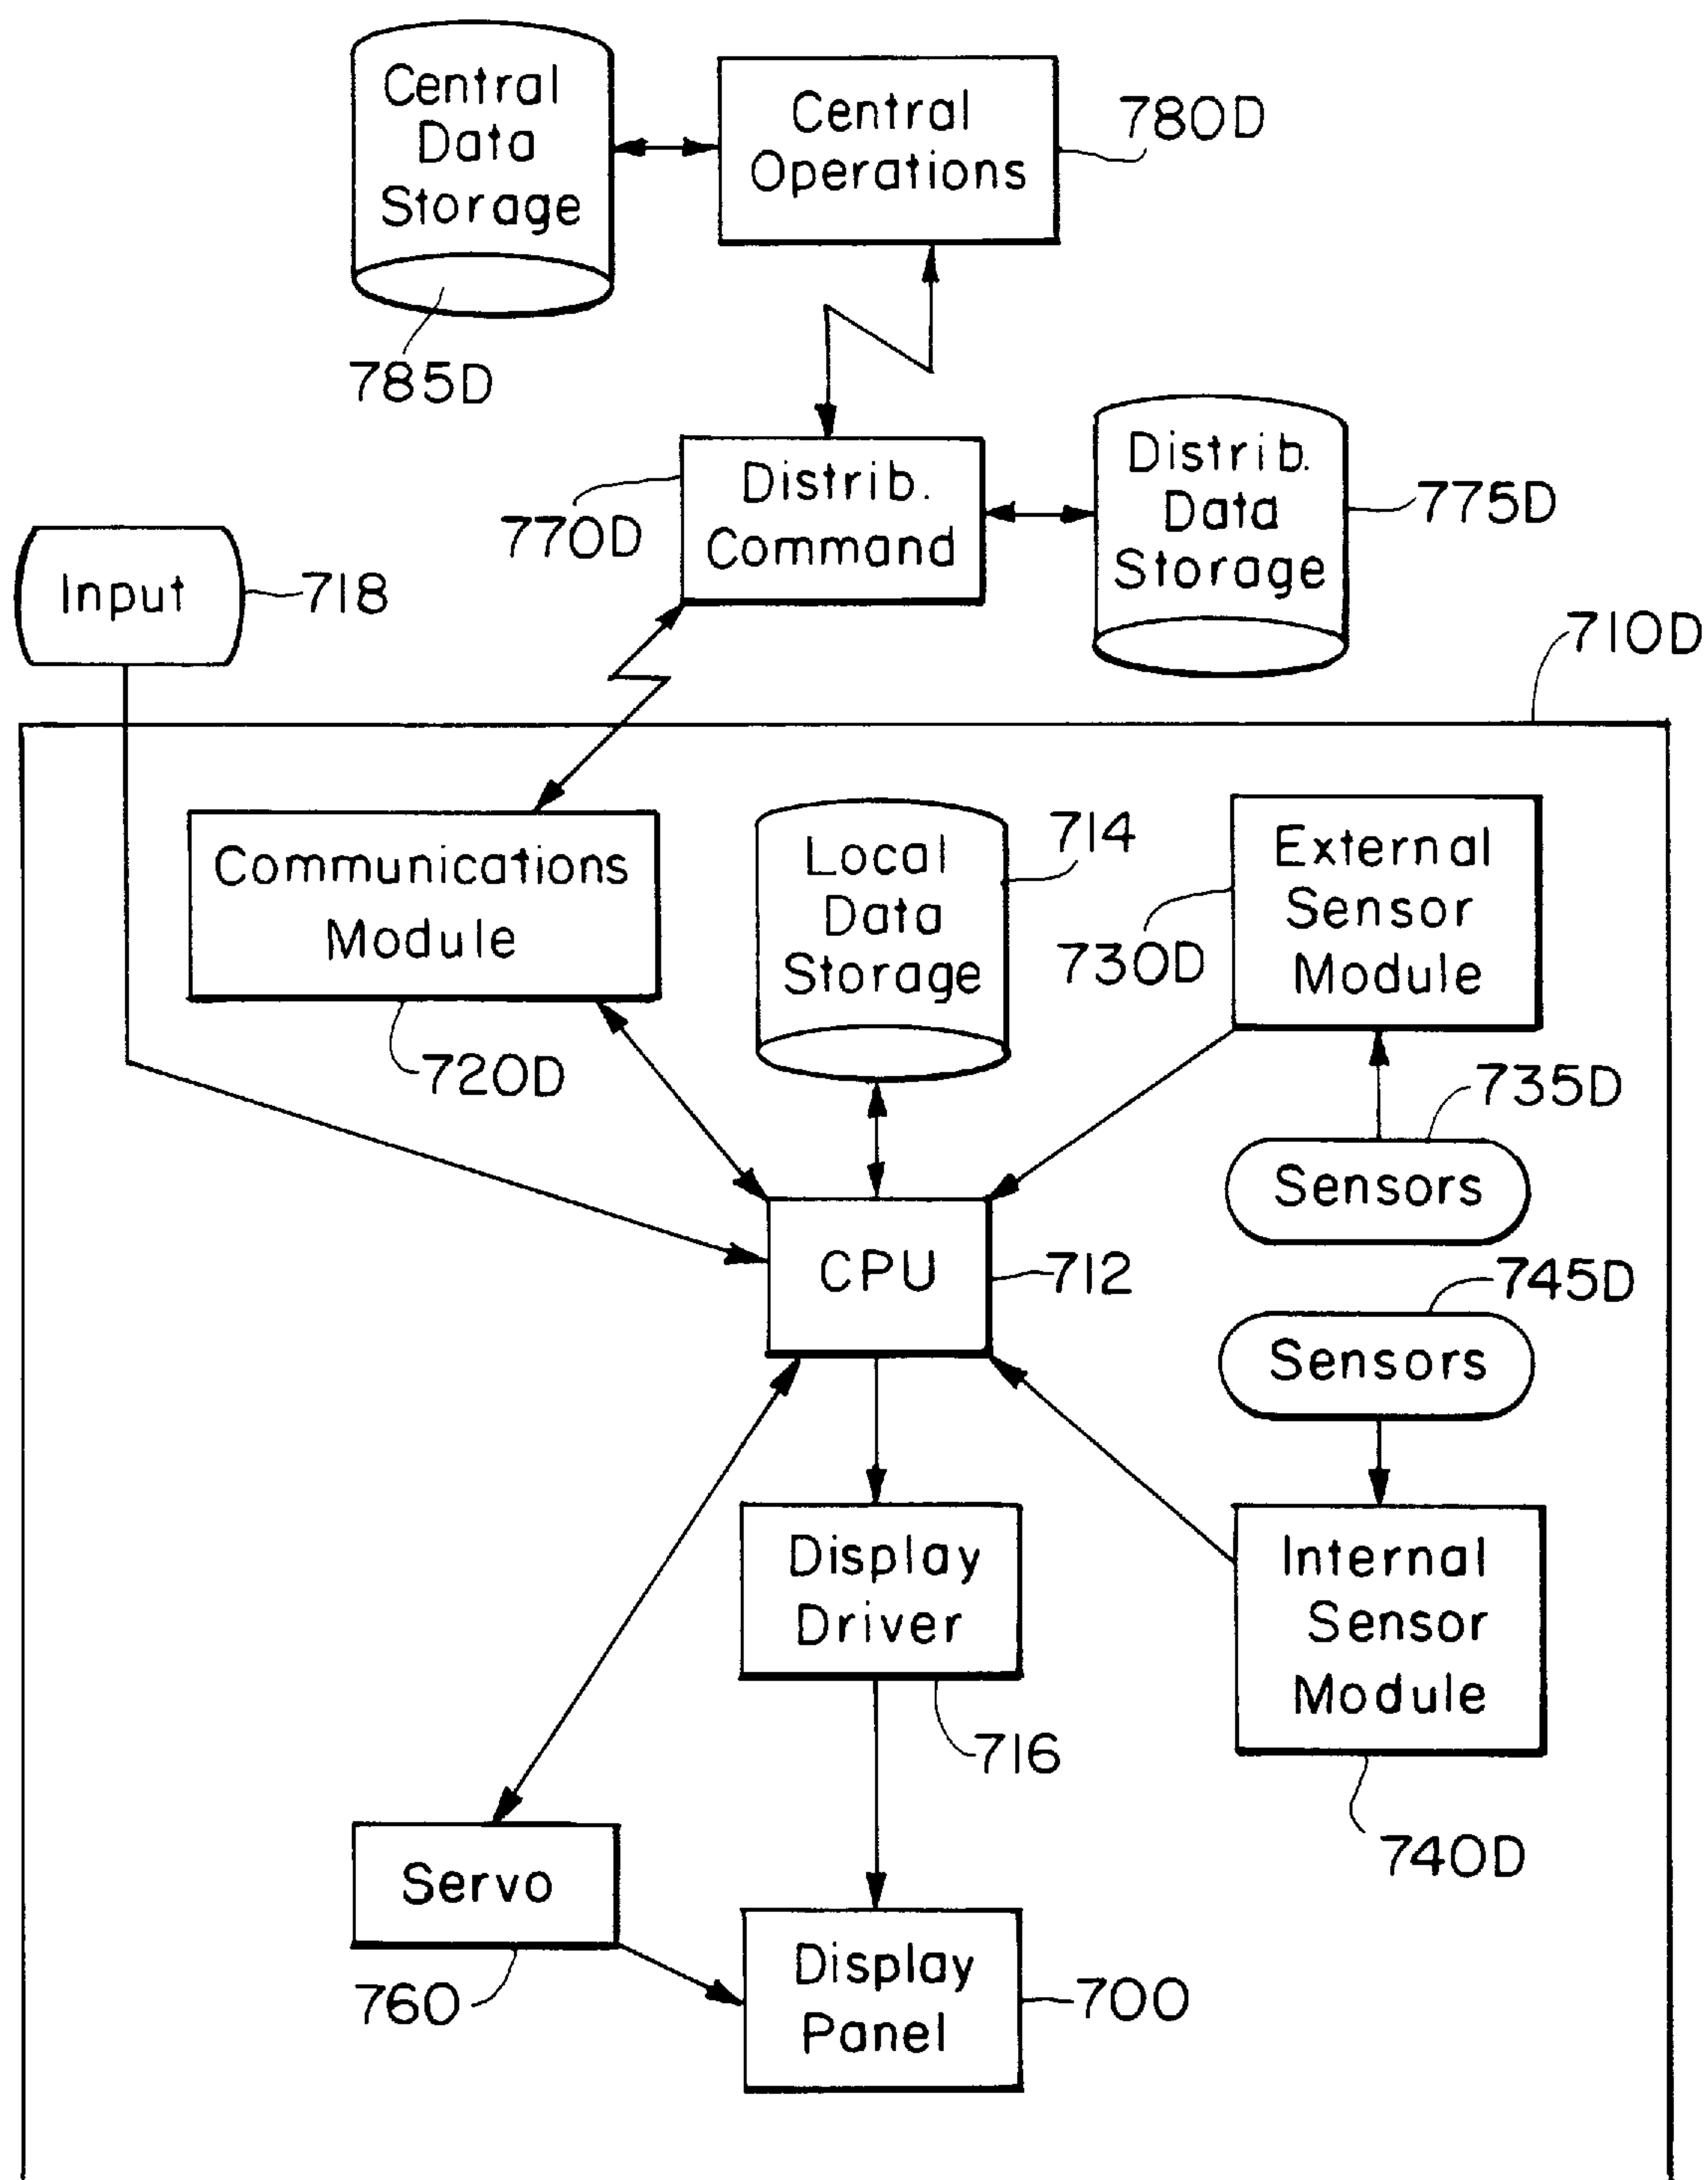 Central
Data
Storage
Central
Operations
780D
785D
Distrib.
Command
770D
Distrib.
Data
Storage
775D
Input
718
710D
Communications
Module
720D
Local
Data
Storage
714
External
Sensor
Module
730D
735D
Sensors
CPU
712
745D
Sensors
Display
Driver
716
Internal
Sensor
Module
740D
Servo
760
Display
Panel
700